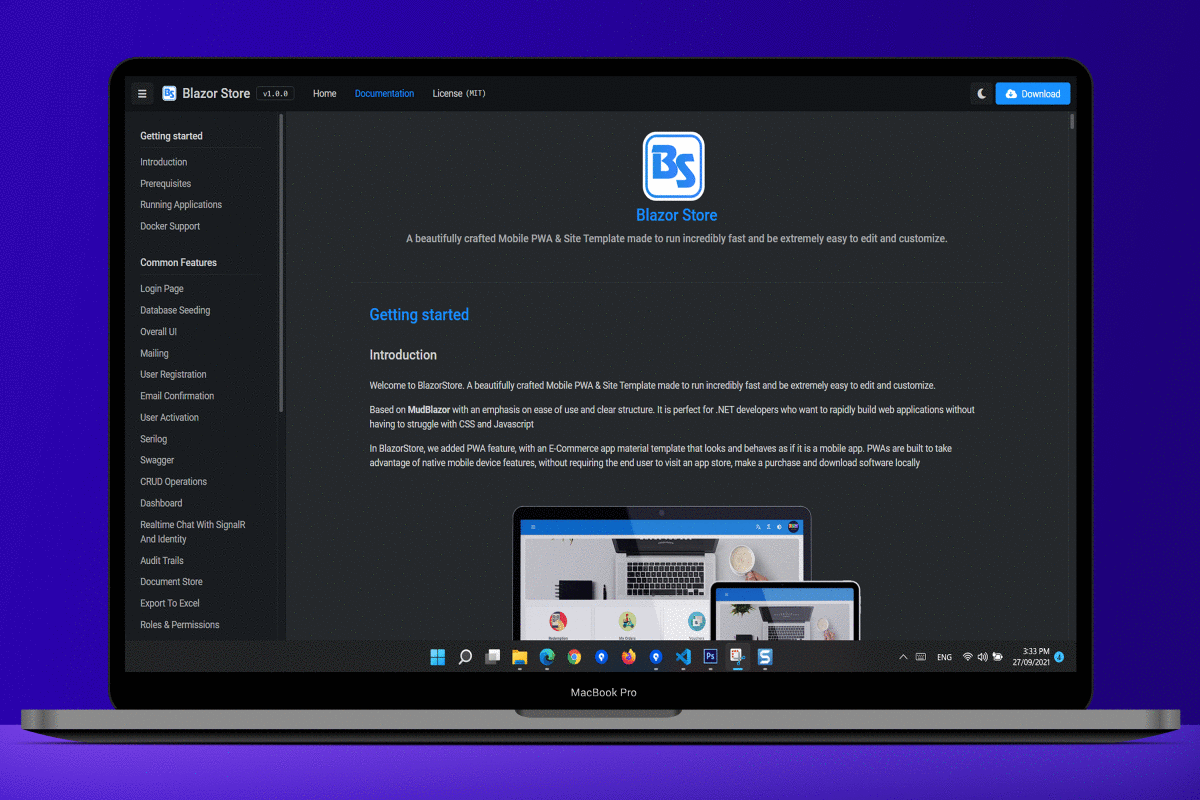 BS Blazor Store v1.0.0 Home Documentation License (MIT) Download
Getting started
Introduction
Prerequisites
Running Applications
Docker Support
Common Features
Login Page
Database Seeding
Overall UI
Mailing
User Registration
Email Confirmation
User Activation
Serilog
Swagger
CRUD Operations
Dashboard
Realtime Chat With SignalR
And Identity
Audit Trails
Document Store
Export To Excel
Roles & Permissions
BS
Blazor Store
A beautifully crafted Mobile PWA & Site Template made to run incredibly fast and be extremely easy to edit and customize.
Getting started
Introduction
Welcome to BlazorStore. A beautifully crafted Mobile PWA & Site Template made to run incredibly fast and be extremely easy to edit and customize.
Based on MudBlazor with an emphasis on ease of use and clear structure. It is perfect for .NET developers who want to rapidly build web applications without
having to struggle with CSS and Javascript
In BlazorStore, we added PWA feature, with an E-Commerce app material template that looks and behaves as if it is a mobile app. PWAs are built to take
advantage of native mobile device features, without requiring the end user to visit an app store, make a purchase and download software locally
My Orders
Ps
S
ENG
3:33 PM
27/09/2021
MacBook Pro